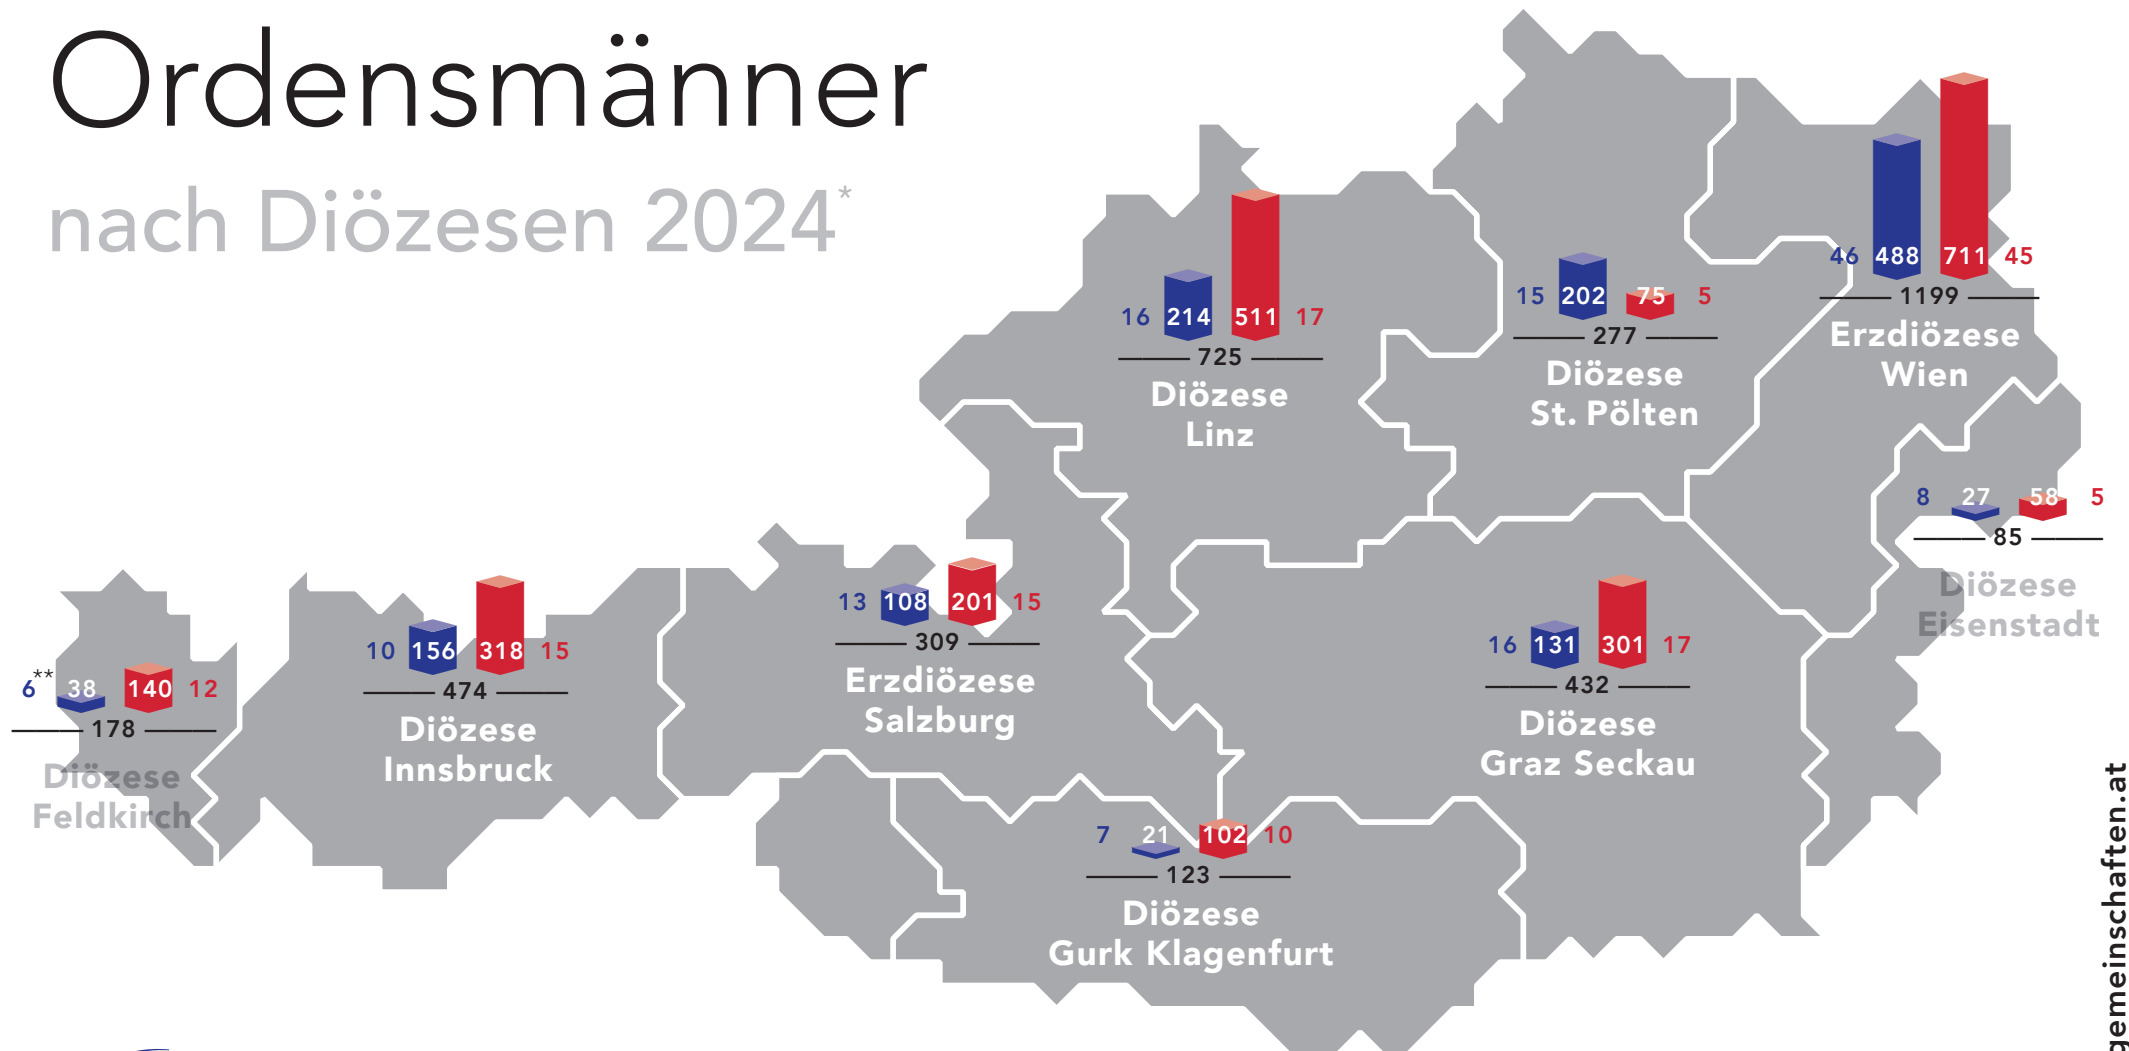 Ordensmänner
nach Diözesen 2024*
46 488 711 45
1199
Erzdiözese
Wien
16 214 511 17
725
Diözese
Linz
15 202 75 5
277
Diözese
St. Pölten
8 27 58 5
85
Diözese
Eisenstadt
13 108 201 15
309
Erzdiözese
Salzburg
10 156 318 15
474
Diözese
Innsbruck
6** 38 140 12
178
Diözese
Feldkirch
16 131 301 17
432
Diözese
Graz Seckau
7 21 102 10
123
Diözese
Gurk Klagenfurt
gemeinschaften.at